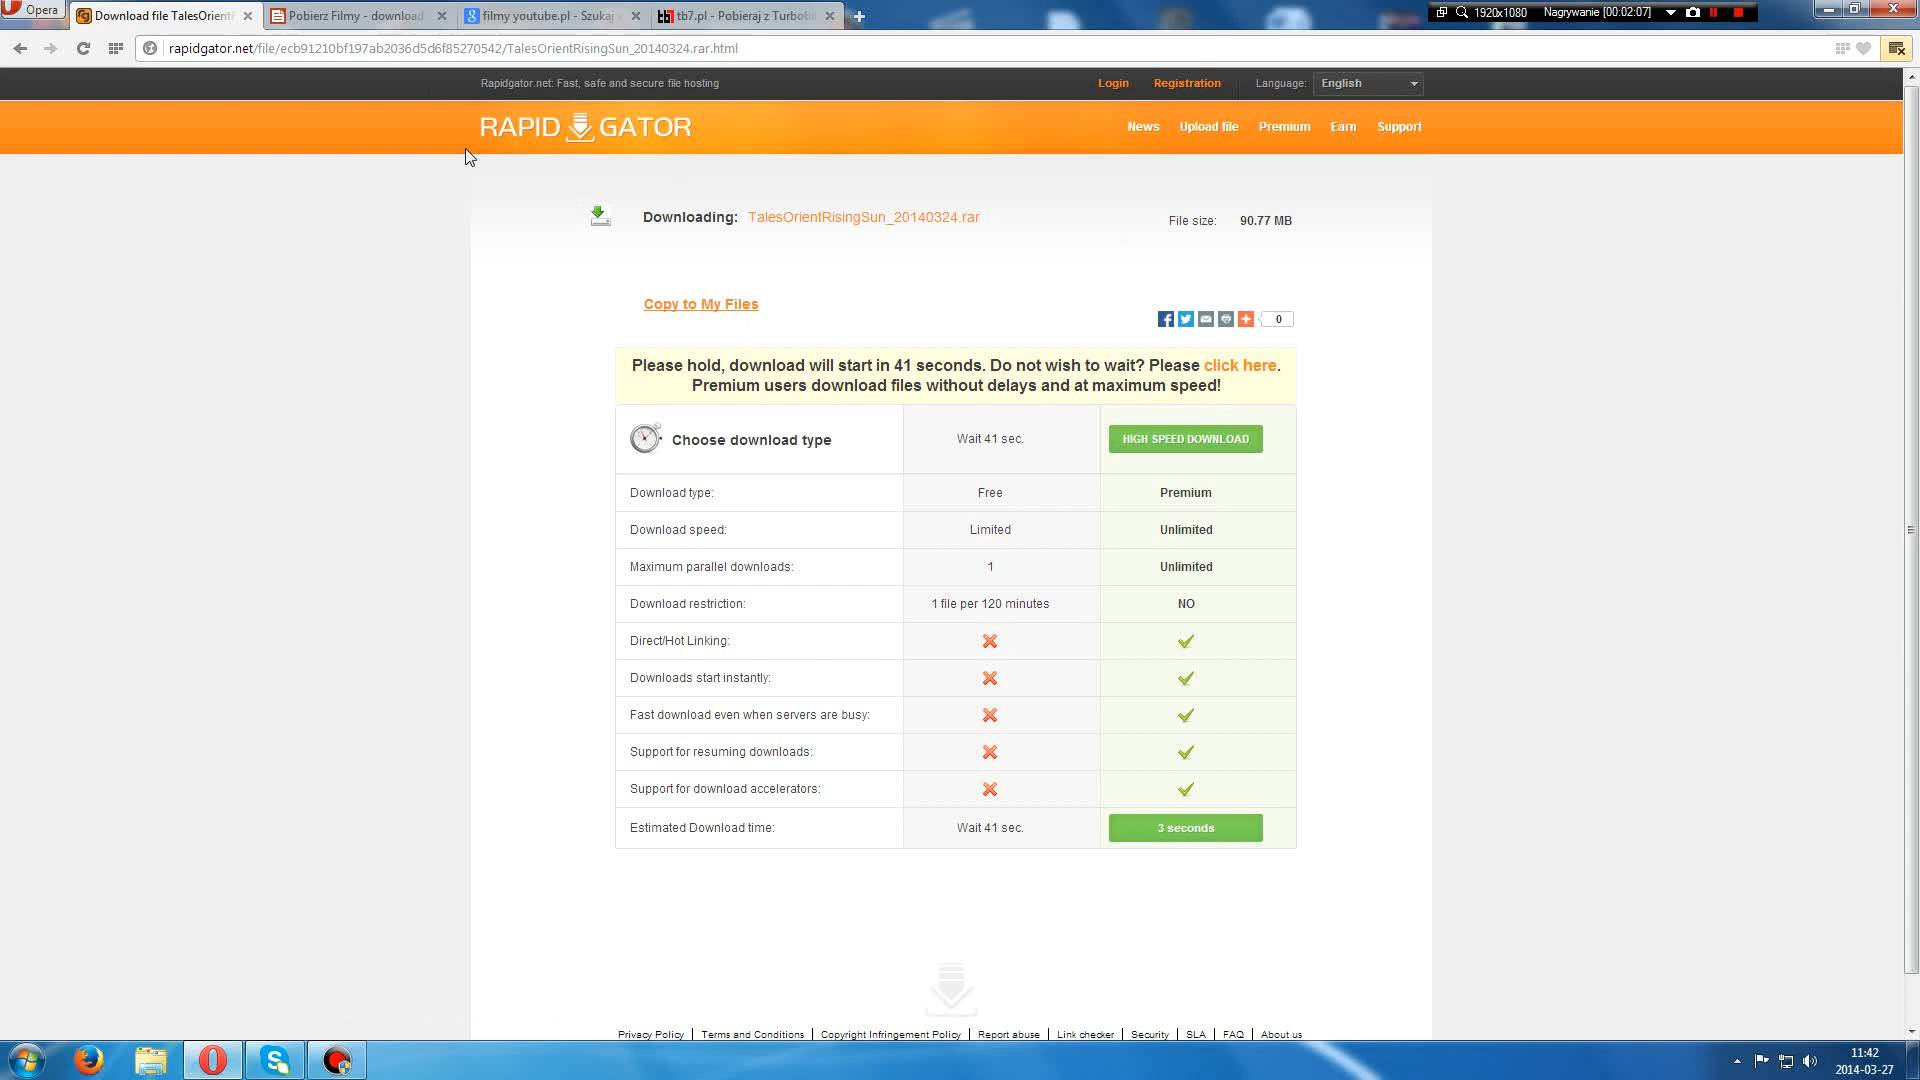 Opera
Download file TalesOrientR
Pobierz Filmy - download
filmy youtube.pl - Szukaj
tb7.pl - Pobieraj z Turbobit
1920x1080
Nagrywanie [00:02:07]
rapidgator.net/file/ecb91210bf197ab2036d5d6f85270542/TalesOrientRisingSun_20140324.rar.html
Rapidgator.net: Fast, safe and secure file hosting
Login
Registration
Language:
English
RAPID GATOR
News
Upload file
Premium
Earn
Support
Downloading: TalesOrientRisingSun_20140324.rar
File size: 90.77 MB
Copy to My Files
0
Please hold, download will start in 41 seconds. Do not wish to wait? Please click here.
Premium users download files without delays and at maximum speed!
Choose download type
Wait 41 sec.
HIGH SPEED DOWNLOAD
Download type: Free Premium
Download speed: Limited Unlimited
Maximum parallel downloads: 1 Unlimited
Download restriction: 1 file per 120 minutes NO
Direct/Hot Linking:
Downloads start instantly:
Fast download even when servers are busy:
Support for resuming downloads:
Support for download accelerators:
Estimated Download time: Wait 41 sec. 3 seconds
Privacy Policy | Terms and Conditions | Copyright Infringement Policy | Report abuse | Link checker | Security | SLA | FAQ | About us
11:42
2014-03-27